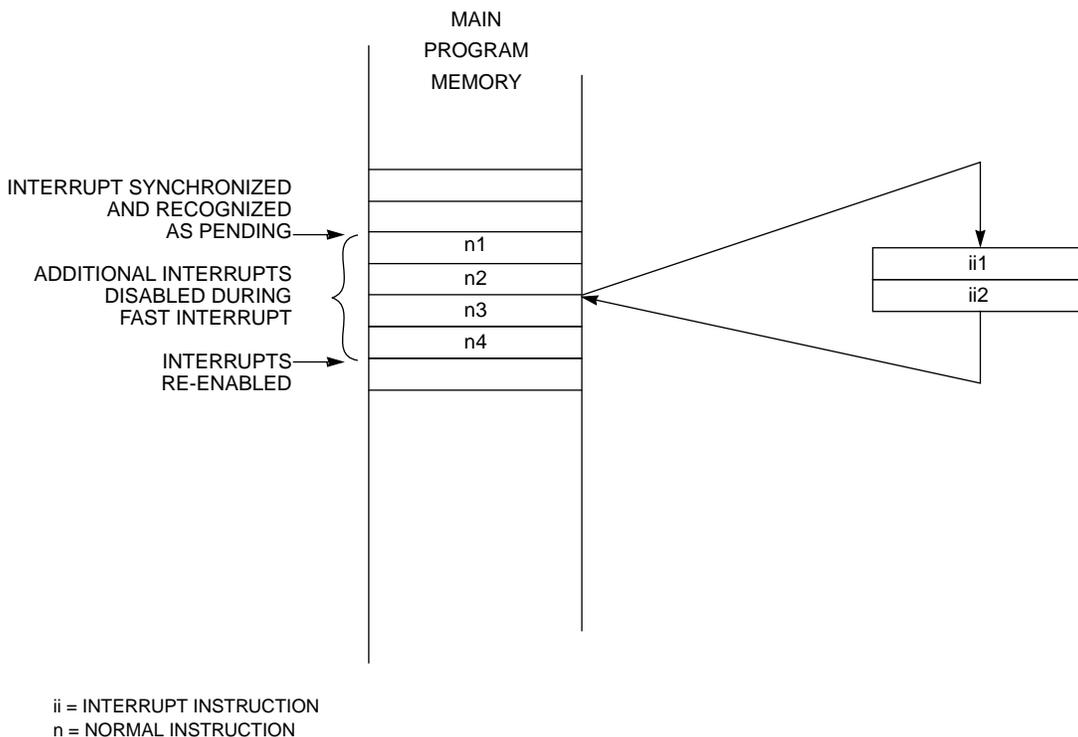 MAIN
PROGRAM
MEMORY
INTERRUPT SYNCHRONIZED
AND RECOGNIZED
AS PENDING
n1
n2
n3
n4
ADDITIONAL INTERRUPTS
DISABLED DURING
FAST INTERRUPT
INTERRUPTS
RE-ENABLED
ii1
ii2
ii = INTERRUPT INSTRUCTION
n = NORMAL INSTRUCTION